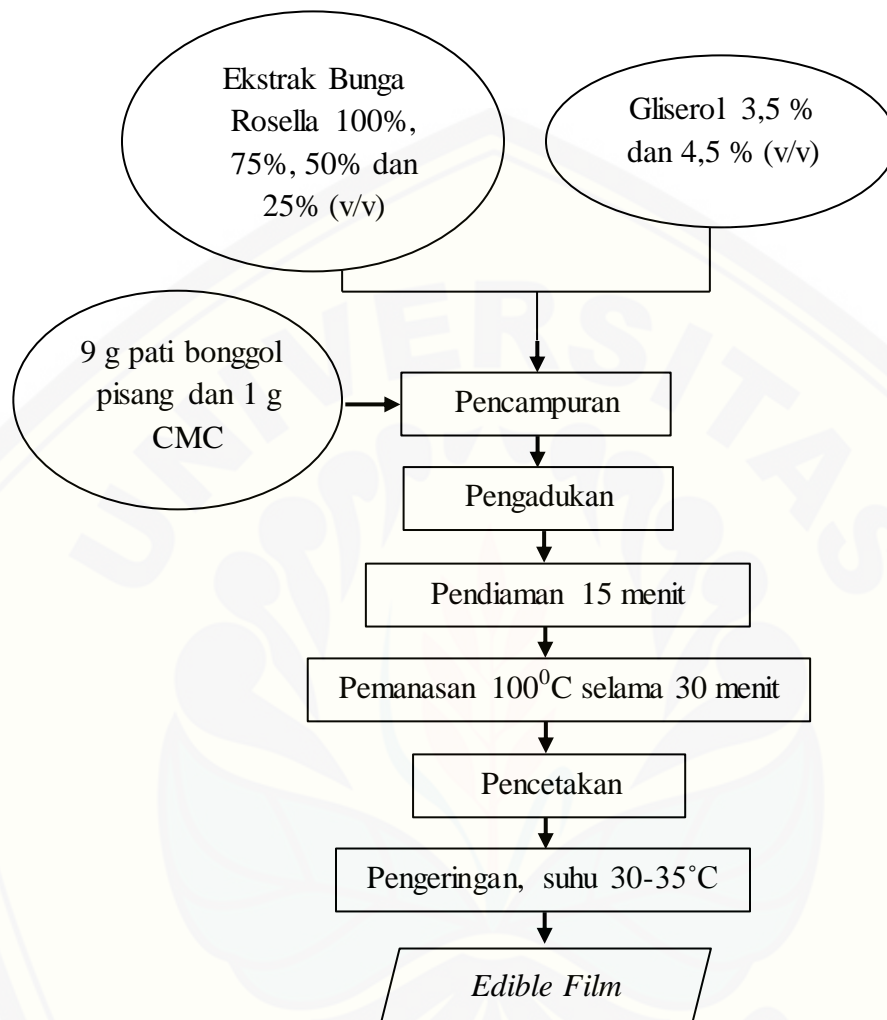 Ekstrak Bunga
Rosella 100%,
75%, 50% dan
25% (v/v)
Gliserol 3,5 %
dan 4,5 % (v/v)
9 g pati bonggol
pisang dan 1 g
CMC
Pencampuran
Pengadukan
Pendiaman 15 menit
Pemanasan 100⁰C selama 30 menit
Pencetakan
Pengeringan, suhu 30-35˚C
Edible Film
UNIVERSITAS